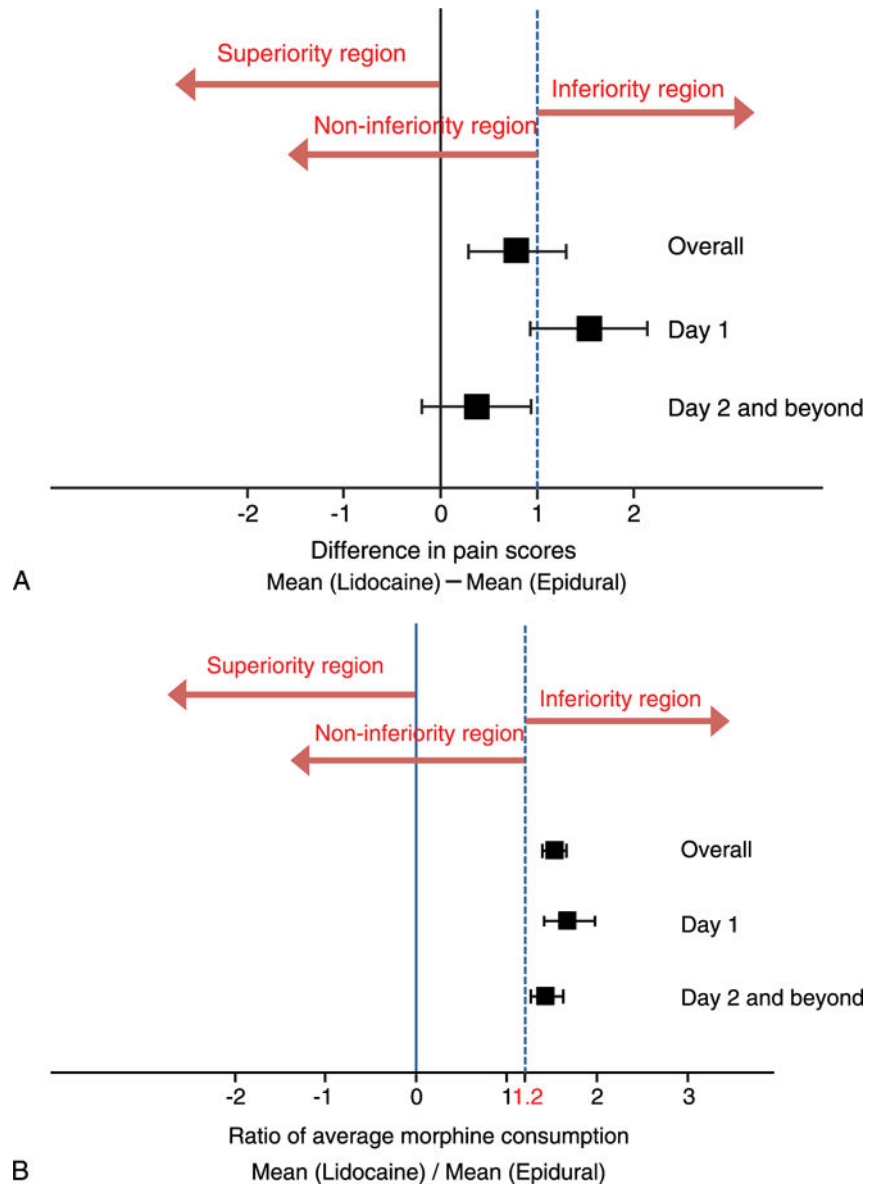 Superiority region
Inferiority region
Non-inferiority region
Overall
Day 1
Day 2 and beyond
-2 -1 0 1 2
Difference in pain scores
A Mean (Lidocaine) – Mean (Epidural)
Superiority region
Inferiority region
Non-inferiority region
Overall
Day 1
Day 2 and beyond
-2 -1 0 1 1.2 2 3
Ratio of average morphine consumption
B Mean (Lidocaine) / Mean (Epidural)